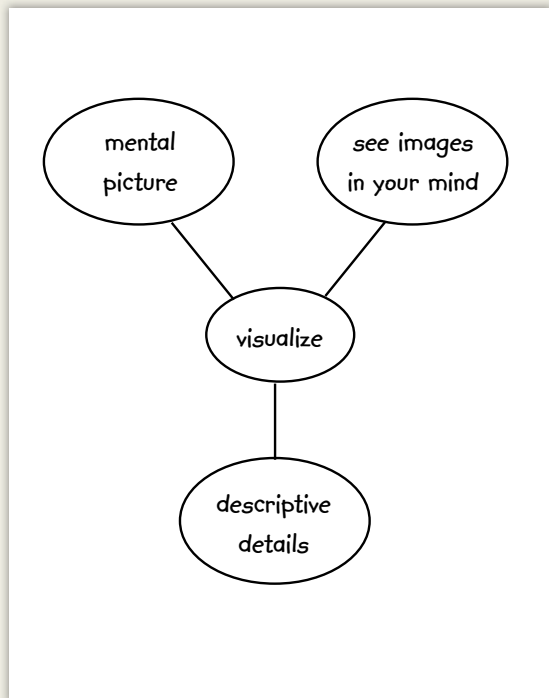 mental
picture
see images
in your mind
visualize
descriptive
details